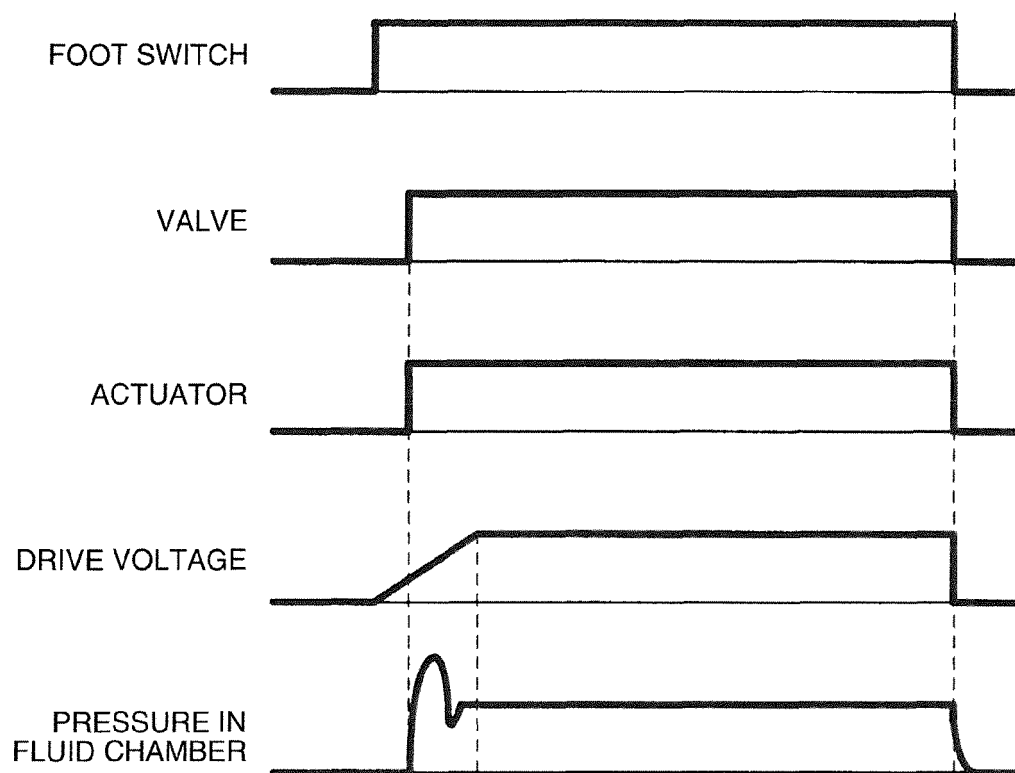 FOOT SWITCH
VALVE
ACTUATOR
DRIVE VOLTAGE
PRESSURE IN
FLUID CHAMBER